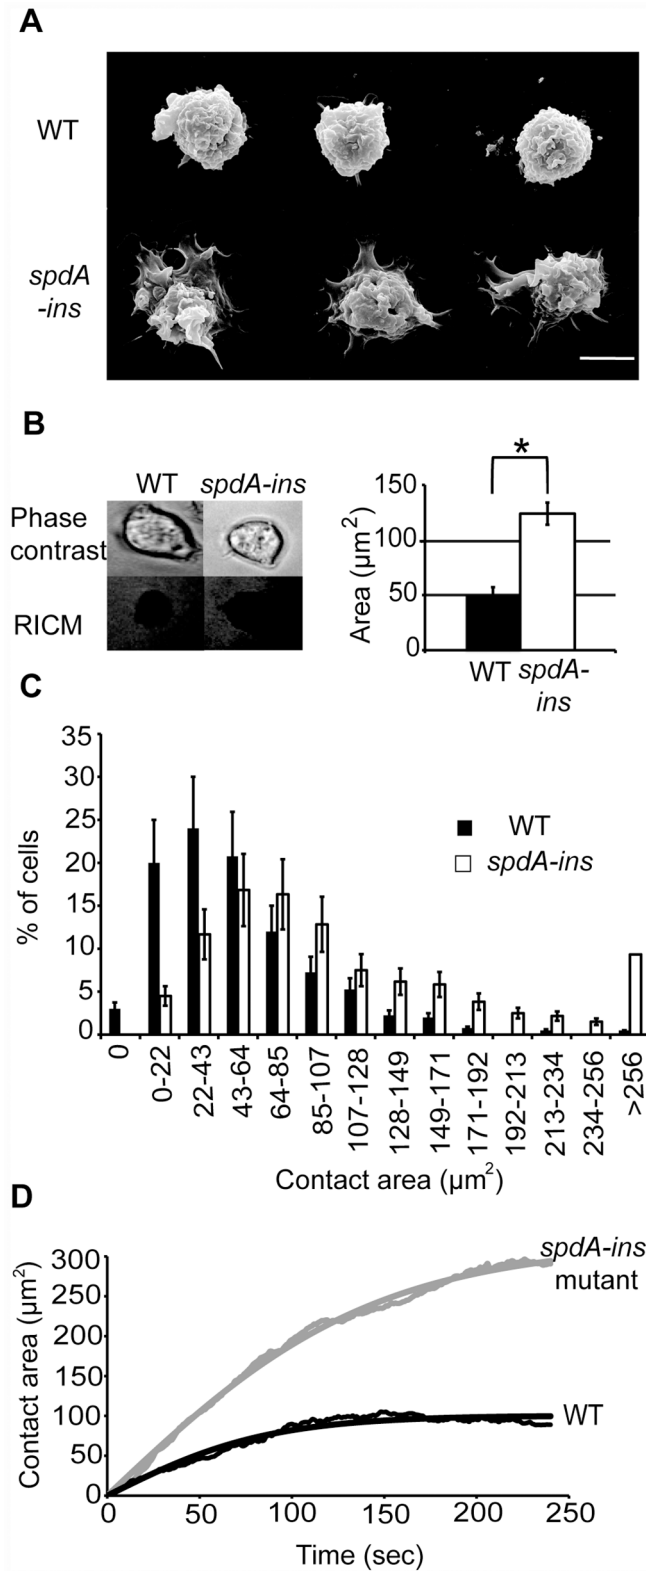 A
WT
spdA
-ins
B
WT spdA-ins
Phase
contrast
RICM
*
150
100
50
0
Area (µm²)
WT spdA-
ins
C
35
30
25
20
15
10
5
0
% of cells
WT
spdA-ins
0
0-22
22-43
43-64
64-85
85-107
107-128
128-149
149-171
171-192
192-213
213-234
234-256
>256
Contact area (µm²)
D
300
250
200
150
100
50
0
Contact area (µm²)
spdA-ins
mutant
WT
0 50 100 150 200 250
Time (sec)